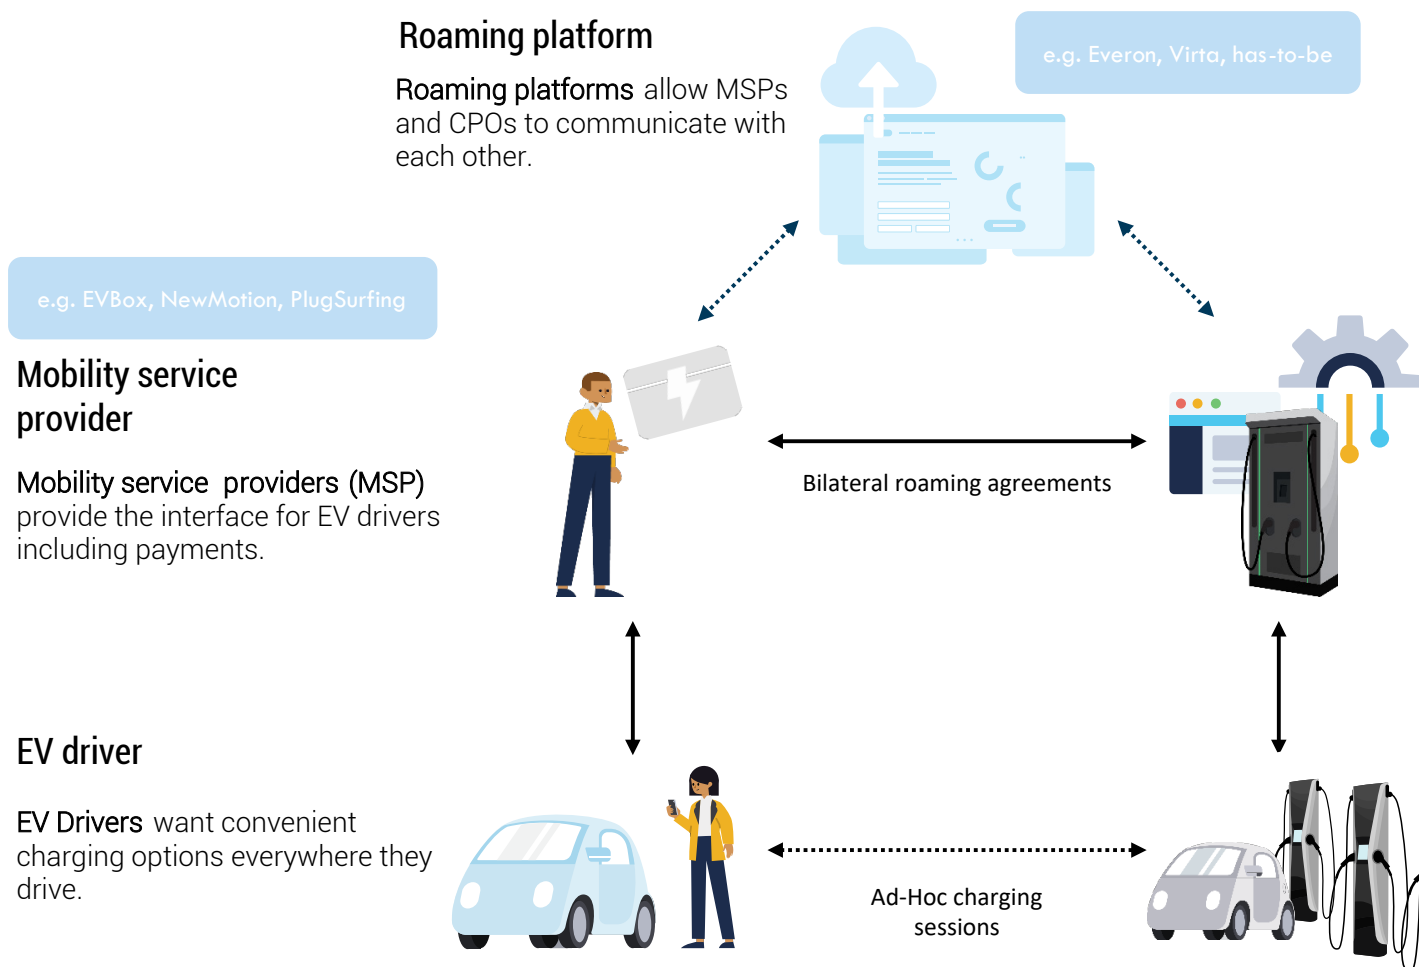 Roaming platform
e.g. Everon, Virta, has-to-be
Roaming platforms allow MSPs
and CPOs to communicate with
each other.
e.g. EVBox, NewMotion, PlugSurfing
Mobility service
provider
Mobility service providers (MSP)
provide the interface for EV drivers
including payments.
Bilateral roaming agreements
EV driver
EV Drivers want convenient
charging options everywhere they
drive.
Ad-Hoc charging
sessions